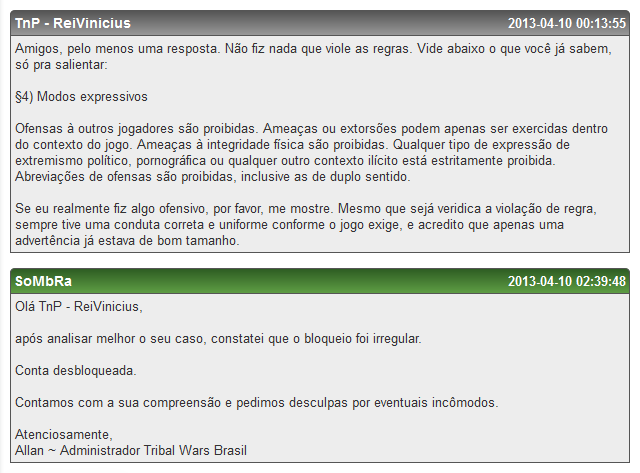 TnP - ReiVinicius 2013-04-10 00:13:55
Amigos, pelo menos uma resposta. Não fiz nada que viole as regras. Vide abaixo o que você já sabem,
só pra salientar:
§4) Modos expressivos
Ofensas à outros jogadores são proibidas. Ameaças ou extorsões podem apenas ser exercidas dentro
do contexto do jogo. Ameaças à integridade física são proibidas. Qualquer tipo de expressão de
extremismo político, pornográfica ou qualquer outro contexto ilícito está estritamente proibida.
Abreviações de ofensas são proibidas, inclusive as de duplo sentido.
Se eu realmente fiz algo ofensivo, por favor, me mostre. Mesmo que sejá veridica a violação de regra,
sempre tive uma conduta correta e uniforme conforme o jogo exige, e acredito que apenas uma
advertência já estava de bom tamanho.
SoMbRa 2013-04-10 02:39:48
Olá TnP - ReiVinicius,
após analisar melhor o seu caso, constatei que o bloqueio foi irregular.
Conta desbloqueada.
Contamos com a sua compreensão e pedimos desculpas por eventuais incômodos.
Atenciosamente,
Allan ~ Administrador Tribal Wars Brasil